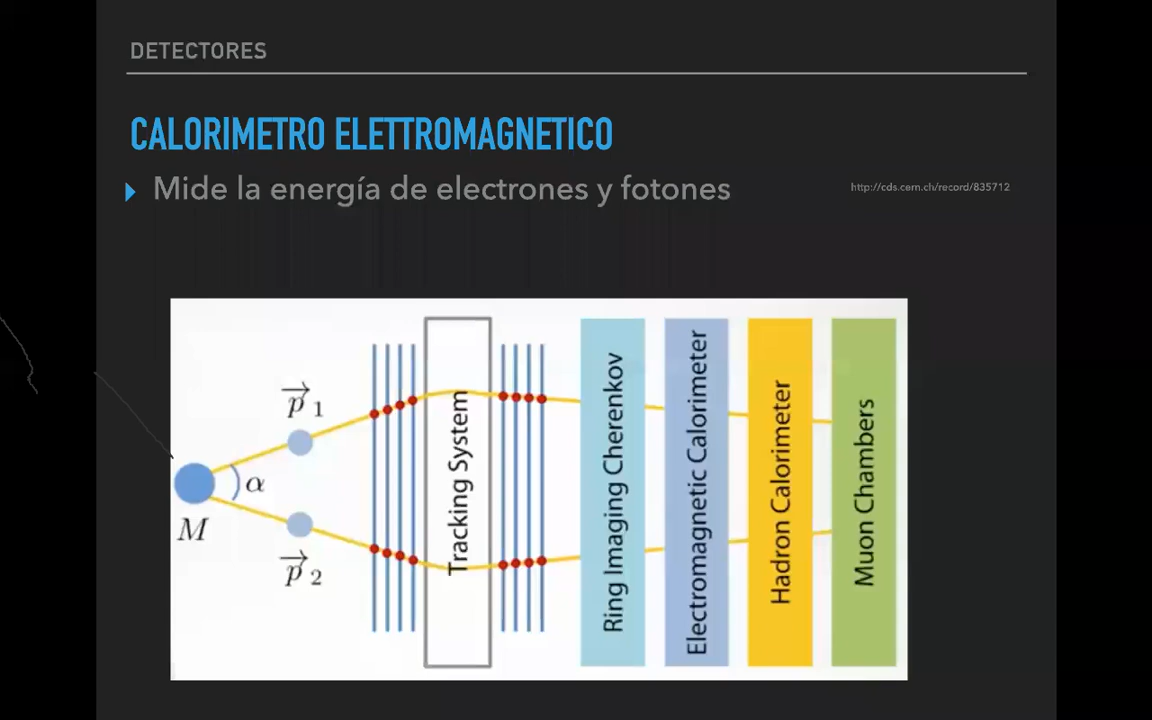 DETECTORES
CALORIMETRO ELETTROMAGNETICO
Mide la energía de electrones y fotones
http://cds.cern.ch/record/835712
p 1
α
M
p 2
Tracking System
Ring Imaging Cherenkov
Electromagnetic Calorimeter
Hadron Calorimeter
Muon Chambers